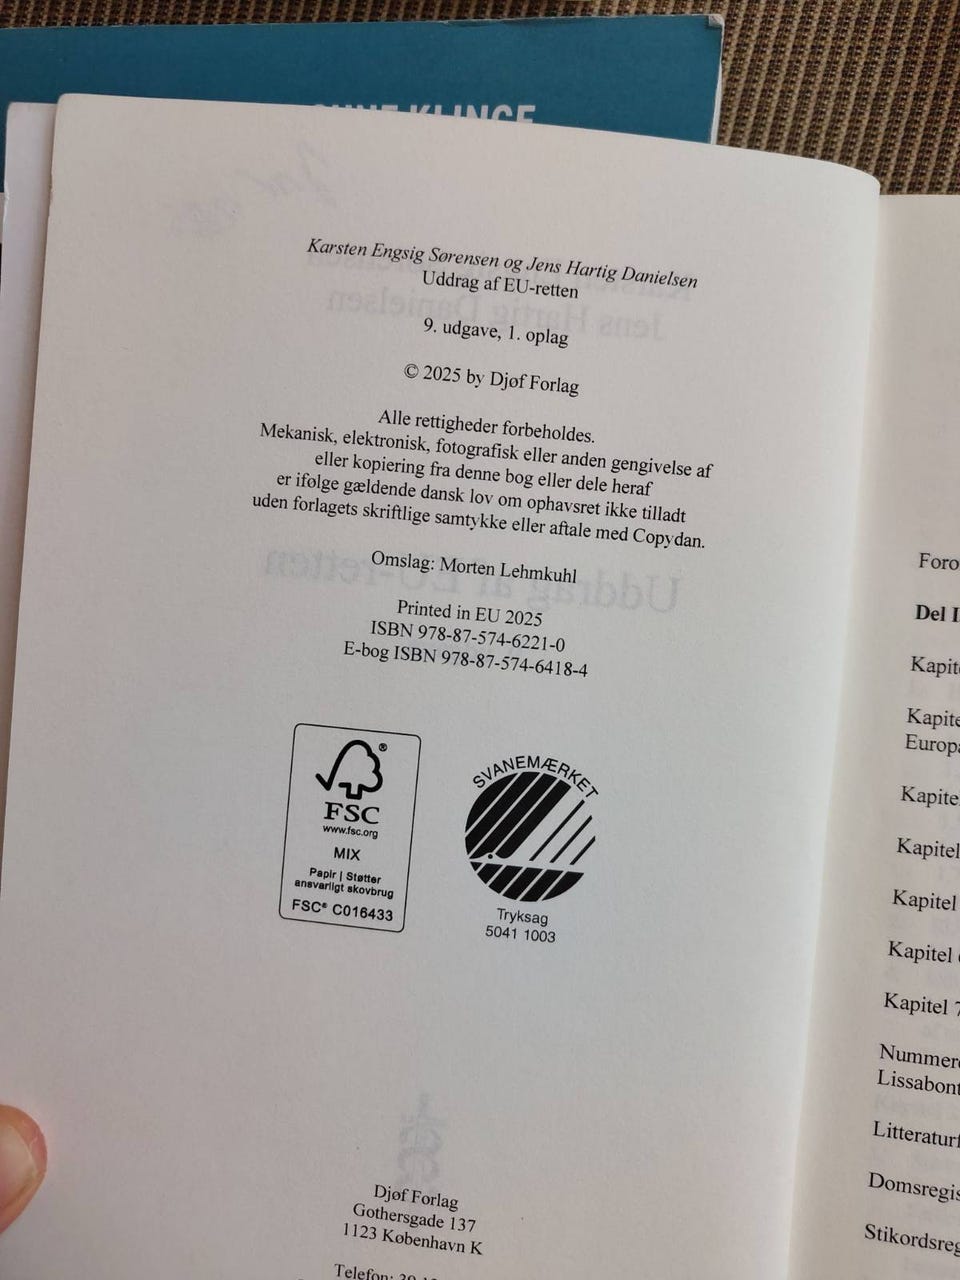 Karsten Engsig Sørensen og Jens Hartig Danielsen
Uddrag af EU-retten
9. udgave, 1. oplag
© 2025 by Djøf Forlag
Alle rettigheder forbeholdes.
Mekanisk, elektronisk, fotografisk eller anden gengivelse af
eller kopiering fra denne bog eller dele heraf
er ifølge gældende dansk lov om ophavsret ikke tilladt
uden forlagets skriftlige samtykke eller aftale med Copydan.
Omslag: Morten Lehmkuhl
Printed in EU 2025
ISBN 978-87-574-6221-0
E-bog ISBN 978-87-574-6418-4
FSC®
www.fsc.org
MIX
Papir | Støtter
ansvarligt skovbrug
FSC® C016433
SVANEMÆRKET
Tryksag
5041 1003
Djøf Forlag
Gothersgade 137
1123 København K
Telefon:
KLINGE
Del
Kapitel
Kapitel
Kapitel
Kapitel 7